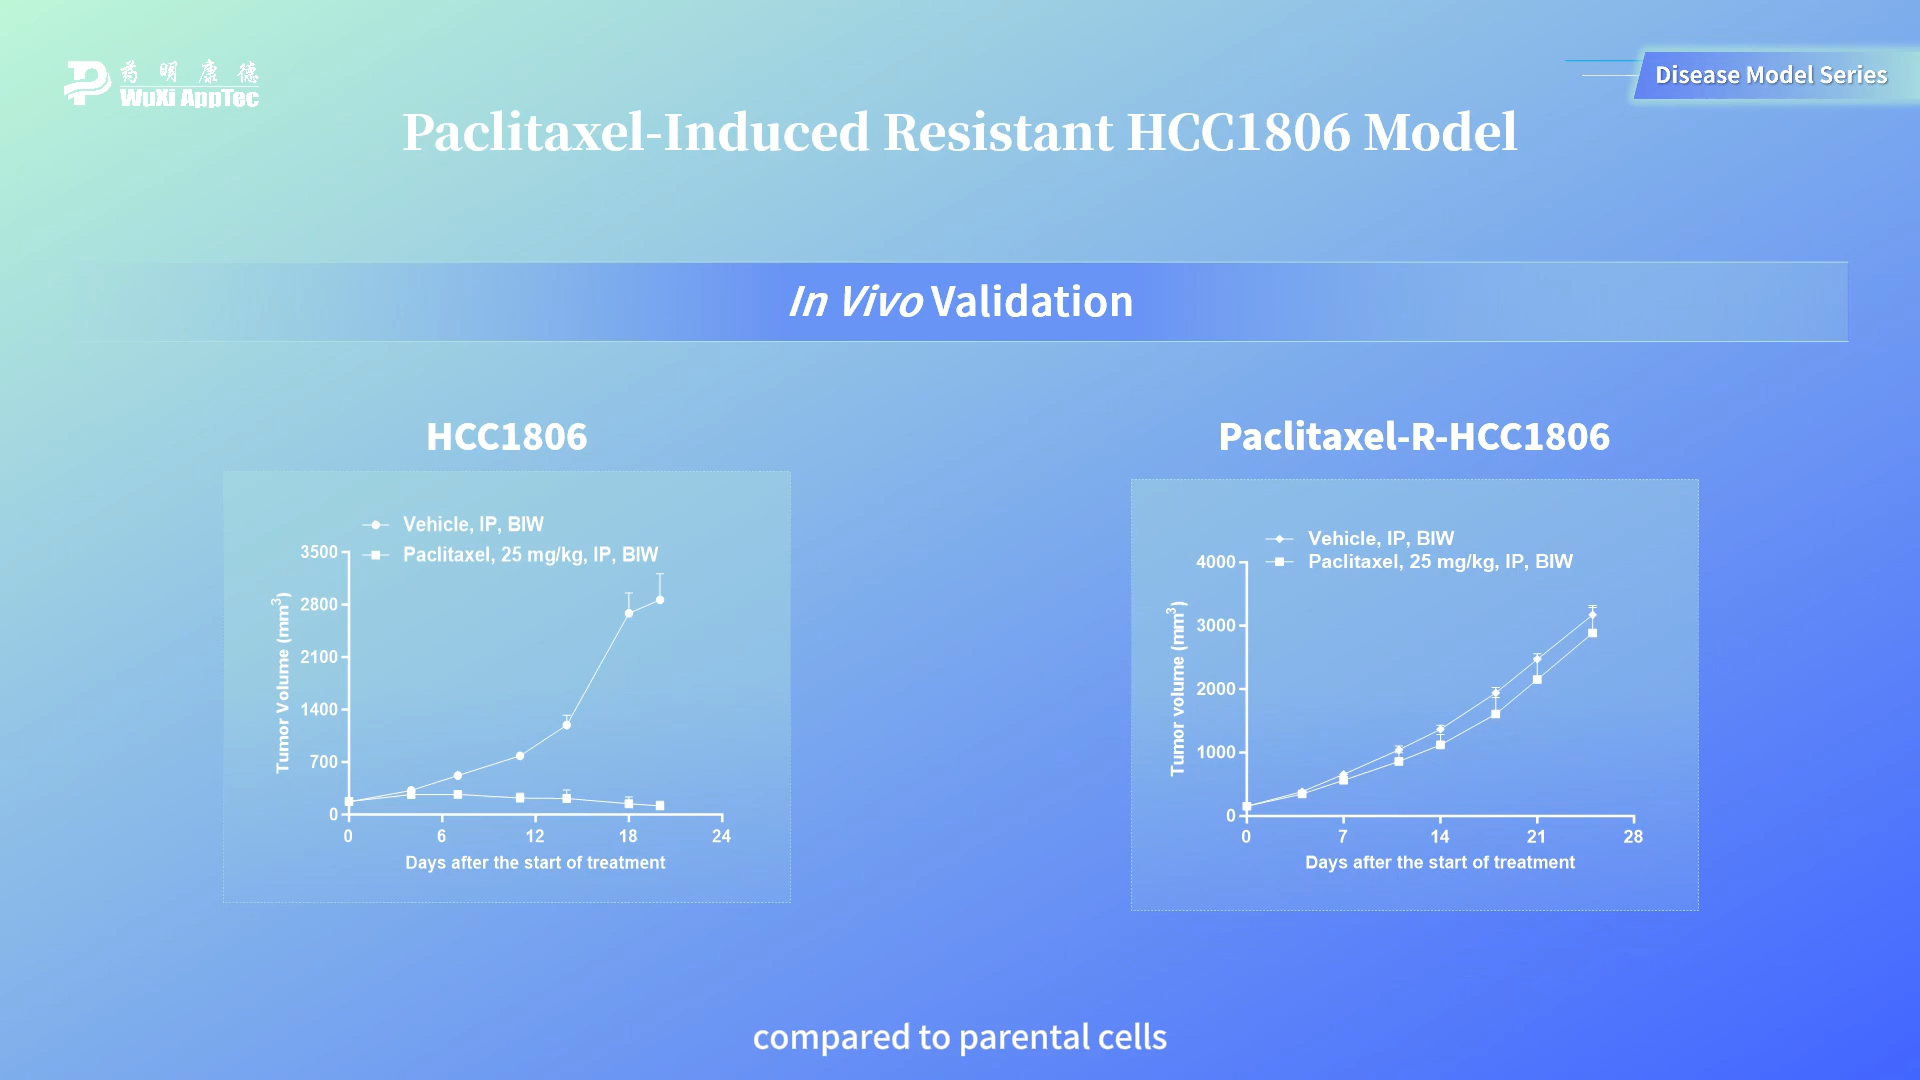 药明康德
WuXi AppTec
Disease Model Series
Paclitaxel-Induced Resistant HCC1806 Model
In Vivo Validation
HCC1806
Vehicle, IP, BIW
Paclitaxel, 25 mg/kg, IP, BIW
3500
2800
2100
1400
700
0
Tumor Volume (mm³)
0 6 12 18 24
Days after the start of treatment
Paclitaxel-R-HCC1806
Vehicle, IP, BIW
Paclitaxel, 25 mg/kg, IP, BIW
4000
3000
2000
1000
0
Tumor volume (mm³)
0 7 14 21 28
Days after the start of treatment
compared to parental cells